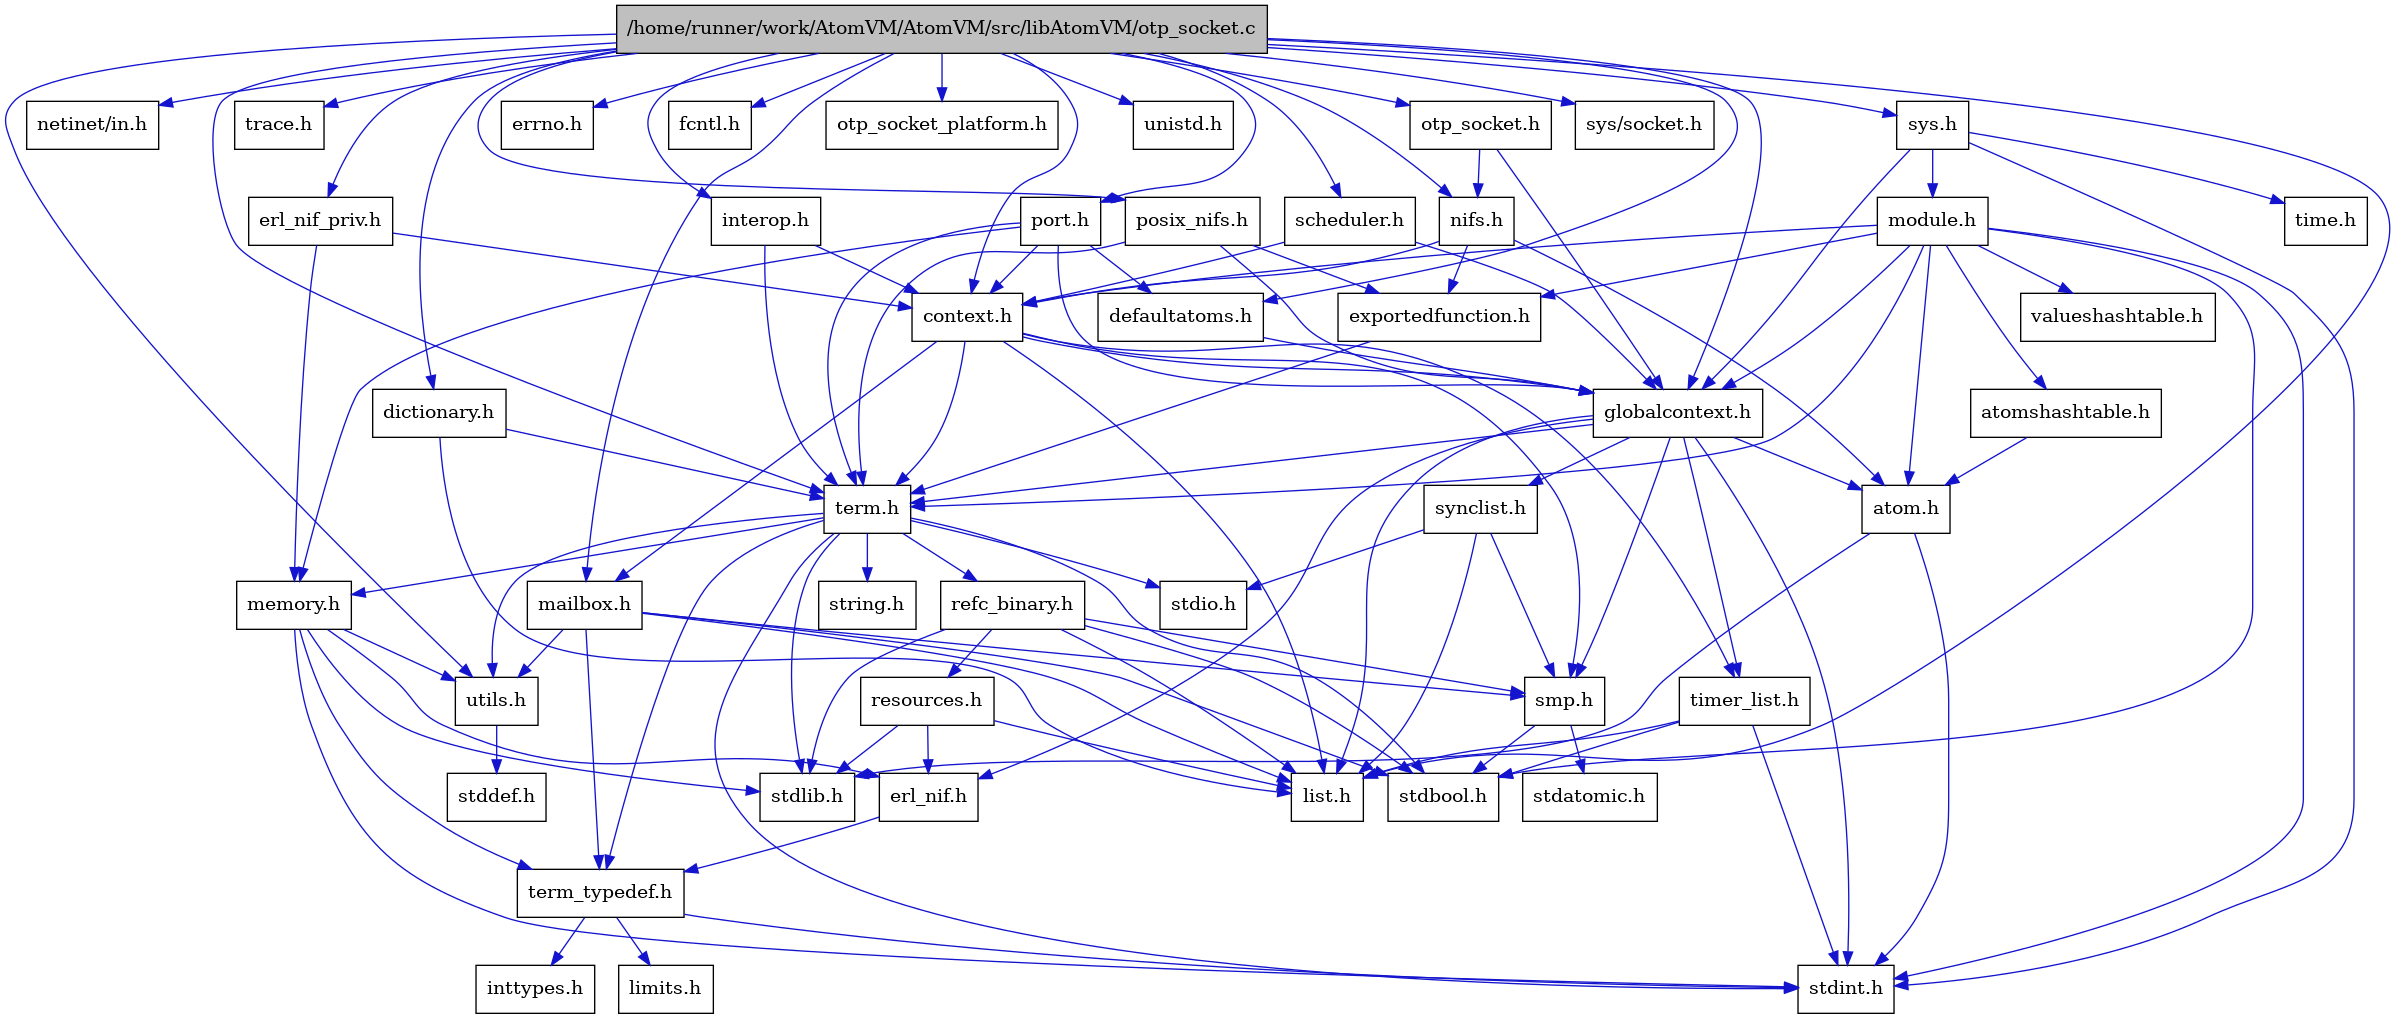 /home/runner/work/AtomVM/AtomVM/src/libAtomVM/otp_socket.c
netinet/in.h
trace.h
errno.h
fcntl.h
otp_socket_platform.h
unistd.h
otp_socket.h
sys/socket.h
sys.h
erl_nif_priv.h
interop.h
port.h
posix_nifs.h
scheduler.h
nifs.h
module.h
time.h
context.h
defaultatoms.h
exportedfunction.h
valueshashtable.h
dictionary.h
globalcontext.h
atomshashtable.h
term.h
synclist.h
atom.h
memory.h
mailbox.h
string.h
refc_binary.h
stdio.h
utils.h
resources.h
smp.h
timer_list.h
stddef.h
stdlib.h
erl_nif.h
list.h
stdbool.h
stdatomic.h
term_typedef.h
inttypes.h
limits.h
stdint.h